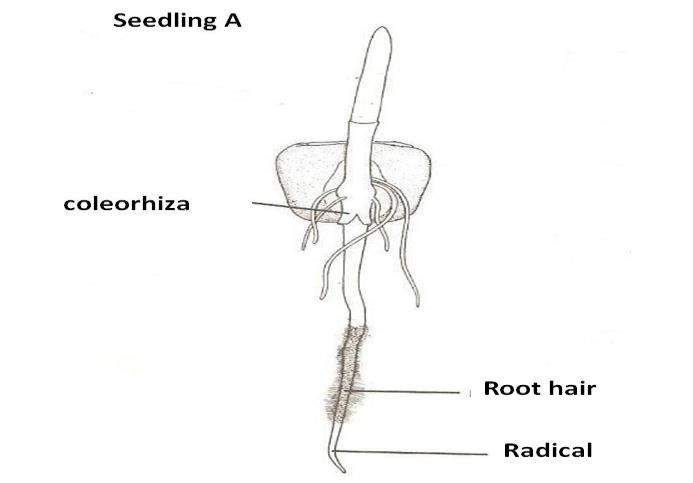 Seedling A
coleorhiza
Root hair
Radical